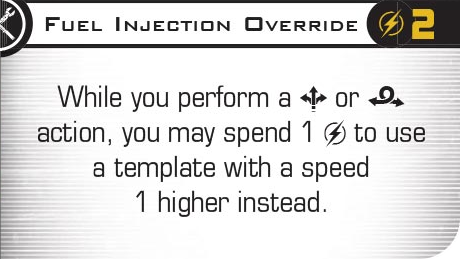 FUEL INJECTION OVERRIDE 2
While you perform a or
action, you may spend 1 to use
a template with a speed
1 higher instead.